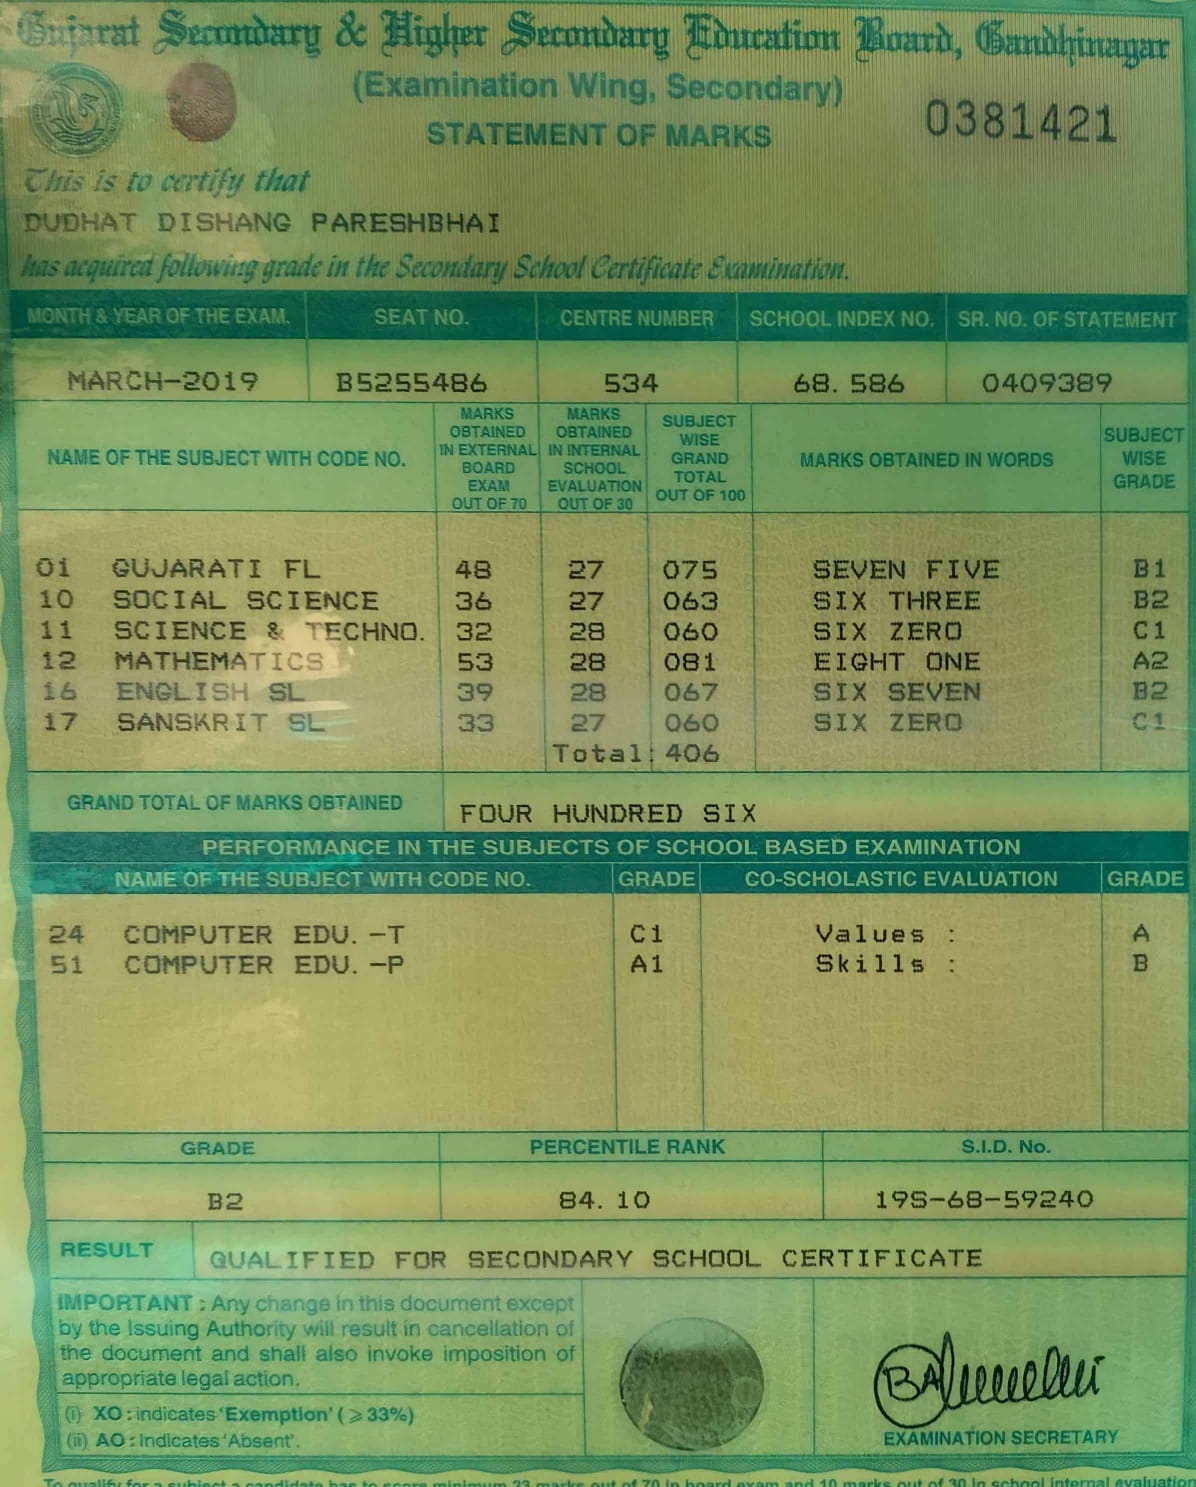 Gujarat Secondary & Higher Secondary Education Board, Gandhinagar
(Examination Wing, Secondary)
STATEMENT OF MARKS
0381421
This is to certify that
DUDHAT DISHANG PARESHBHAI
has acquired following grade in the Secondary School Certificate Examination.
MONTH & YEAR OF THE EXAM. SEAT NO. CENTRE NUMBER SCHOOL INDEX NO. SR. NO. OF STATEMENT
MARCH-2019 B5255486 534 68.586 0409389
NAME OF THE SUBJECT WITH CODE NO. MARKS OBTAINED IN EXTERNAL BOARD EXAM OUT OF 70 MARKS OBTAINED IN INTERNAL SCHOOL EVALUATION OUT OF 30 SUBJECT WISE GRAND TOTAL OUT OF 100 MARKS OBTAINED IN WORDS SUBJECT WISE GRADE
01 GUJARATI FL 48 27 075 SEVEN FIVE B1
10 SOCIAL SCIENCE 36 27 063 SIX THREE B2
11 SCIENCE & TECHNO. 32 28 060 SIX ZERO C1
12 MATHEMATICS 53 28 081 EIGHT ONE A2
16 ENGLISH SL 39 28 067 SIX SEVEN B2
17 SANSKRIT SL 33 27 060 SIX ZERO C1
Total: 406
GRAND TOTAL OF MARKS OBTAINED FOUR HUNDRED SIX
PERFORMANCE IN THE SUBJECTS OF SCHOOL BASED EXAMINATION
NAME OF THE SUBJECT WITH CODE NO. GRADE CO-SCHOLASTIC EVALUATION GRADE
24 COMPUTER EDU.-T C1 Values : A
51 COMPUTER EDU.-P A1 Skills : B
GRADE PERCENTILE RANK S.I.D. No.
B2 84.10 19S-68-59240
RESULT QUALIFIED FOR SECONDARY SCHOOL CERTIFICATE
IMPORTANT : Any change in this document except
by the Issuing Authority will result in cancellation of
the document and shall also invoke imposition of
appropriate legal action.
(i) XO : indicates 'Exemption' (≥33%)
(ii) AO : Indicates 'Absent'.
EXAMINATION SECRETARY
To qualify for a subject a candidate has to score minimum 23 marks out of 70 in board exam and 10 marks out of 30 in school internal evaluation